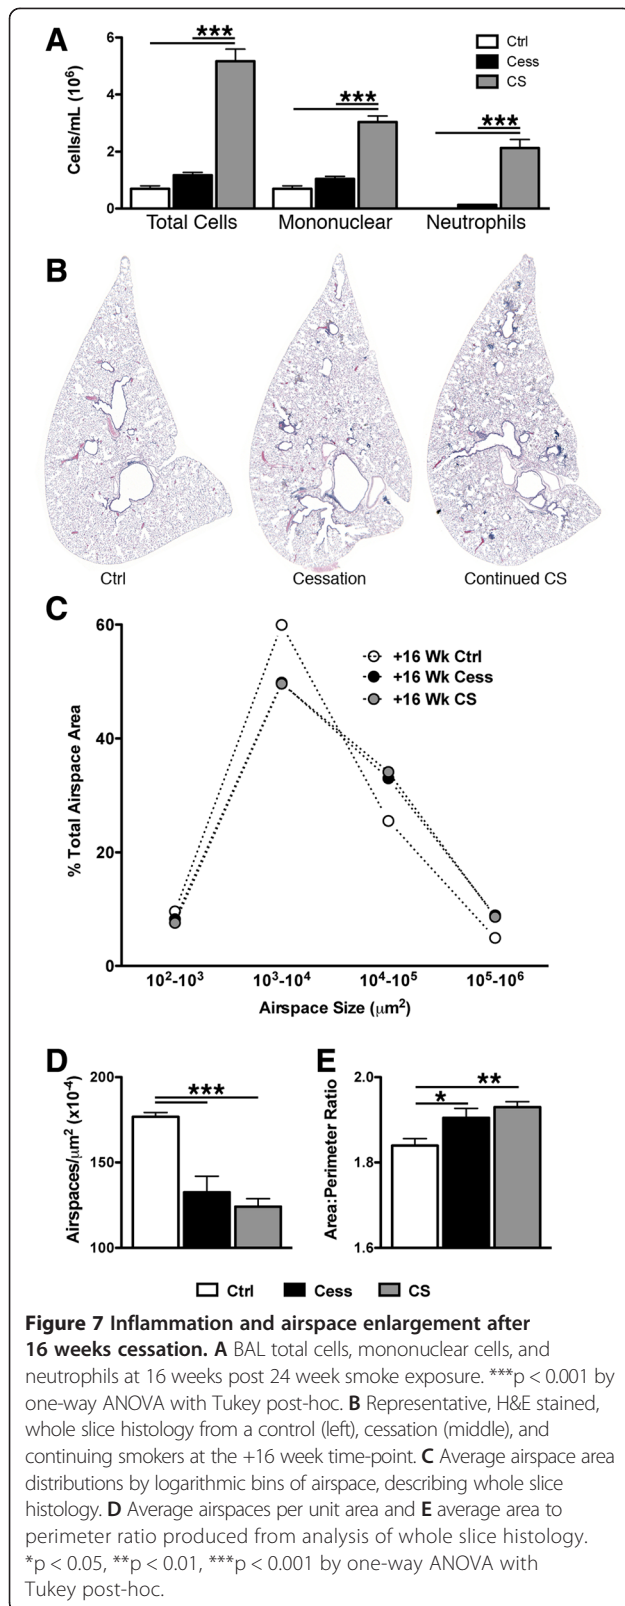 A
6
4
2
0
Cells/mL (10⁶)
***
***
***
Ctrl
Cess
CS
Total Cells
Mononuclear
Neutrophils
B
Ctrl
Cessation
Continued CS
C
60
40
20
0
% Total Airspace Area
+16 Wk Ctrl
+16 Wk Cess
+16 Wk CS
10²-10³
10³-10⁴
10⁴-10⁵
10⁵-10⁶
Airspace Size (μm²)
D
200
150
100
Airspaces/μm² (x10⁻⁴)
***
E
2.0
1.8
1.6
Area:Perimeter Ratio
**
*
Ctrl
Cess
CS
Figure 7 Inflammation and airspace enlargement after
16 weeks cessation. A BAL total cells, mononuclear cells, and
neutrophils at 16 weeks post 24 week smoke exposure. ***p < 0.001 by
one-way ANOVA with Tukey post-hoc. B Representative, H&E stained,
whole slice histology from a control (left), cessation (middle), and
continuing smokers at the +16 week time-point. C Average airspace area
distributions by logarithmic bins of airspace, describing whole slice
histology. D Average airspaces per unit area and E average area to
perimeter ratio produced from analysis of whole slice histology.
*p < 0.05, **p < 0.01, ***p < 0.001 by one-way ANOVA with
Tukey post-hoc.